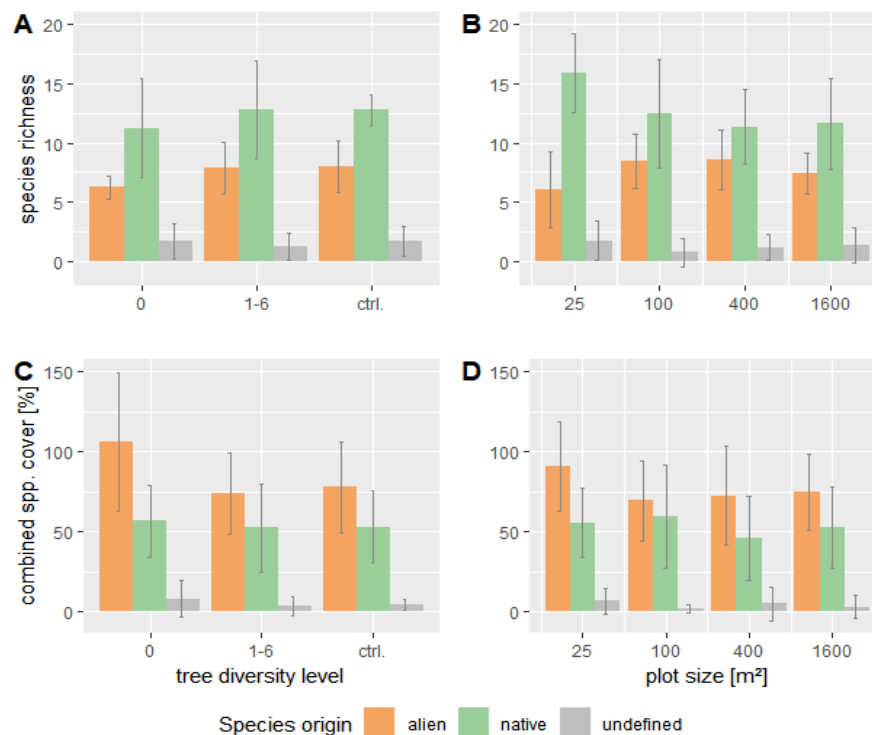 A
B
species richness
20
15
10
5
0
0 1-6 ctrl.
20
15
10
5
0
25 100 400 1600
C
D
combined spp. cover [%]
150
100
50
0
0 1-6 ctrl.
tree diversity level
150
100
50
0
25 100 400 1600
plot size [m²]
Species origin alien native undefined